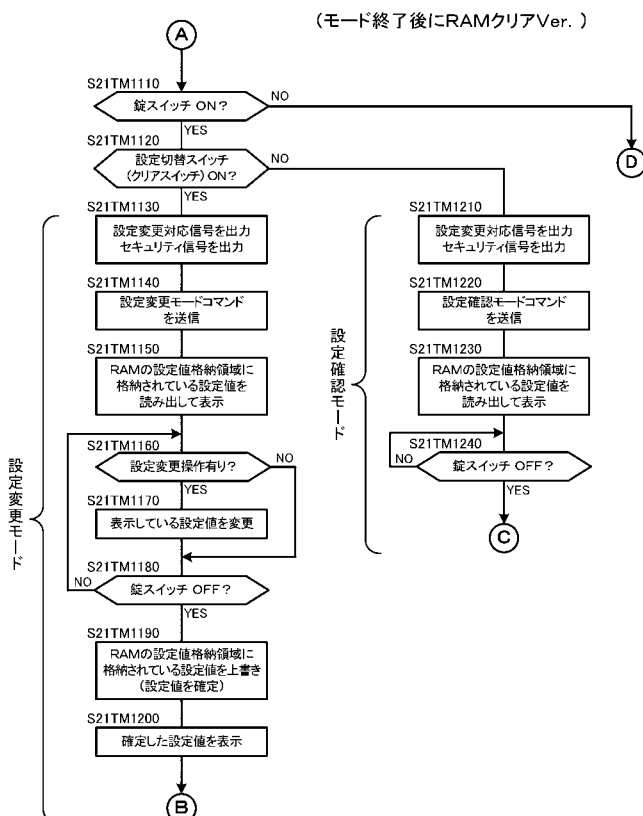 (モード終了後にRAMクリアVer. )
A
S21TM1110
錠スイッチ ON?
NO
YES
D
S21TM1120
設定切替スイッチ
(クリアスイッチ)ON?
NO
YES
設定変更モード
S21TM1130
設定変更対応信号を出力
セキュリティ信号を出力
S21TM1140
設定変更モードコマンド
を送信
S21TM1150
RAMの設定値格納領域に
格納されている設定値を
読み出して表示
S21TM1160
設定変更操作有り?
NO
YES
S21TM1170
表示している設定値を変更
S21TM1180
錠スイッチ OFF?
NO
YES
S21TM1190
RAMの設定値格納領域に
格納されている設定値を上書き
(設定値を確定)
S21TM1200
確定した設定値を表示
B
設定確認モード
S21TM1210
設定変更対応信号を出力
セキュリティ信号を出力
S21TM1220
設定確認モードコマンド
を送信
S21TM1230
RAMの設定値格納領域に
格納されている設定値を
読み出して表示
S21TM1240
錠スイッチ OFF?
NO
YES
C